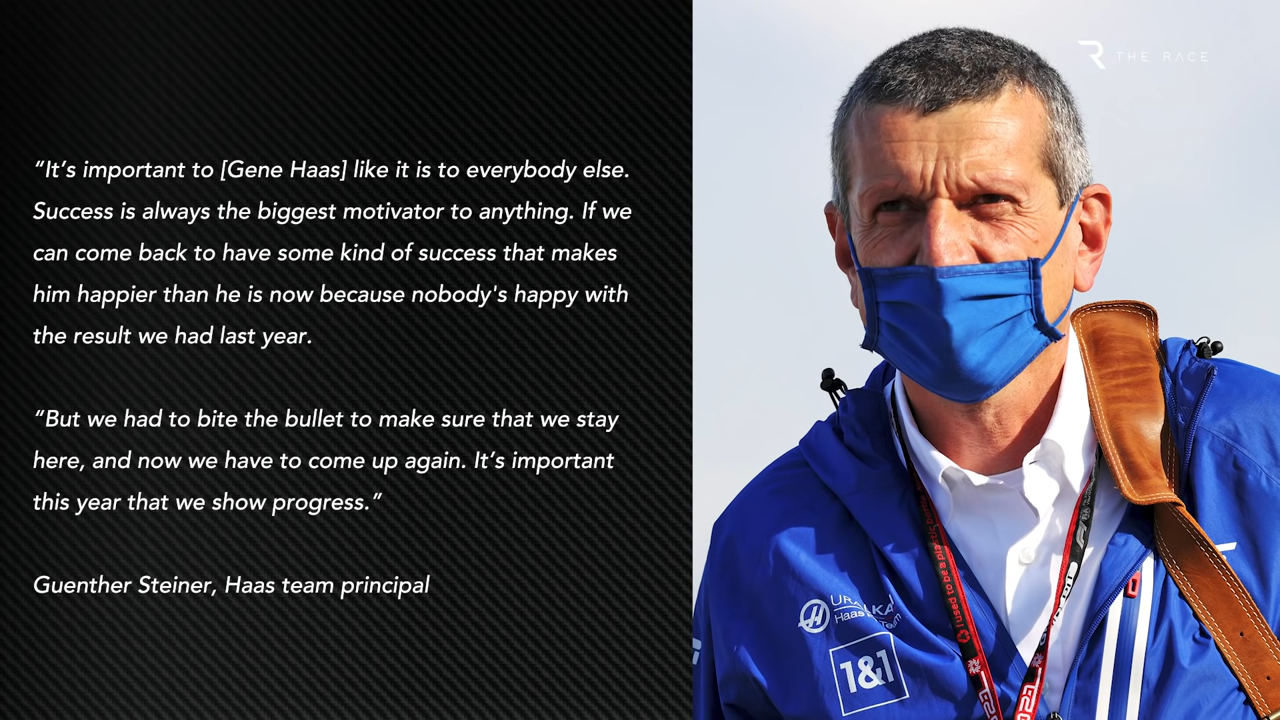 “It’s important to [Gene Haas] like it is to everybody else.
Success is always the biggest motivator to anything. If we
can come back to have some kind of success that makes
him happier than he is now because nobody's happy with
the result we had last year.
“But we had to bite the bullet to make sure that we stay
here, and now we have to come up again. It’s important
this year that we show progress.”
Guenther Steiner, Haas team principal
THE RACE
Haas
1&1
I used to be a plastic